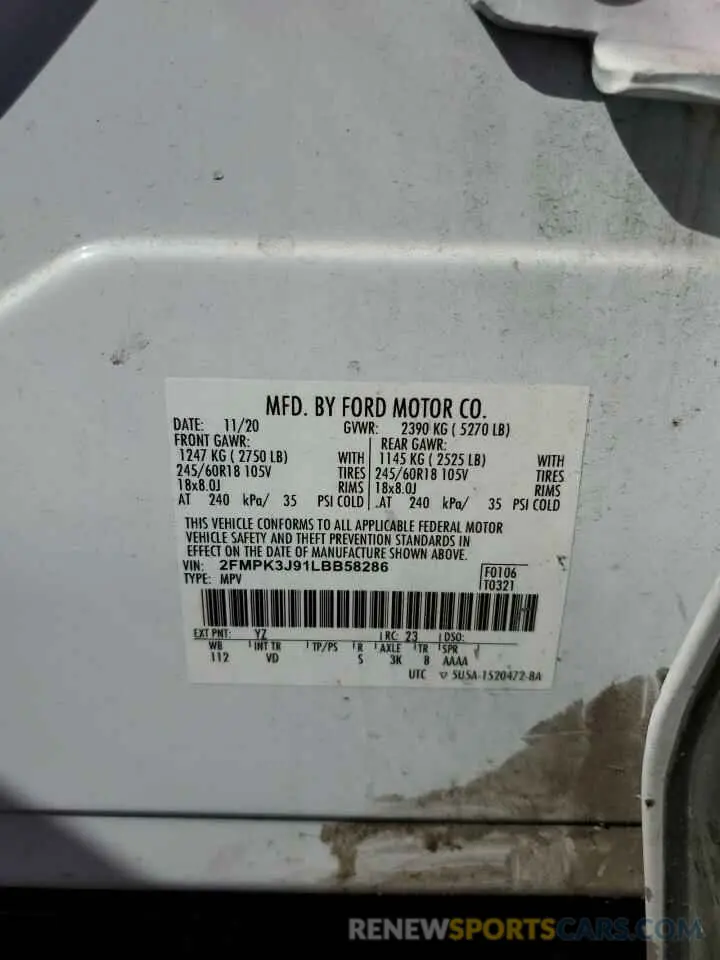 MFD. BY FORD MOTOR CO.
DATE: 11/20 GVWR: 2390 KG ( 5270 LB)
FRONT GAWR: REAR GAWR:
1247 KG ( 2750 LB) WITH 1145 KG ( 2525 LB) WITH
245/60R18 105V TIRES 245/60R18 105V TIRES
18x8.0J RIMS 18x8.0J RIMS
AT 240 kPa/ 35 PSI COLD .AT 240 kPa/ 35 PSI COLD
THIS VEHICLE CONFORMS TO ALL APPLICABLE FEDERAL MOTOR
VEHICLE SAFETY AND THEFT PREVENTION STANDARDS IN
EFFECT ON THE DATE OF MANUFACTURE SHOWN ABOVE.
VIN: 2FMPK3J91LBB58286
TYPE: MPV
F0106
T0321
EXT PNT: YZ RC: 23 DSO:
WB INT TR TP/PS R AXLE TR SPR
112 VD S 3K 8 AAAA
UTC ▽ 5U5A-1520472-BA
RENEWSPORTSCARS.COM